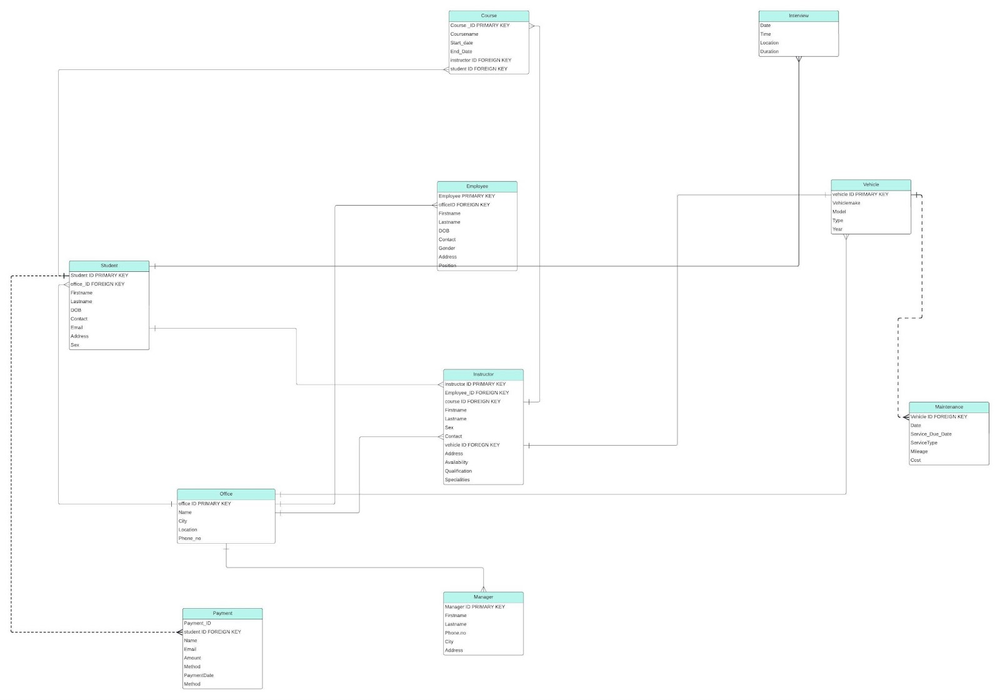 Course
Course _ID PRIMARY KEY
Coursename
Start_date
End_Date
instructor ID FOREIGN KEY
student ID FOREIGN KEY
Interview
Date
Time
Location
Duration
Employee
Employee PRIMARY KEY
officeID FOREIGN KEY
Firstname
Lastname
DOB
Contact
Gender
Address
Position
Vehicle
vehicle ID PRIMARY KEY
Vehiclemake
Model
Type
Year
Student
Student ID PRIMARY KEY
office_ID FOREIGN KEY
Firstname
Lastname
DOB
Contact
Email
Address
Sex
Instructor
instructor ID PRIMARY KEY
Employee_ID FOREIGN KEY
course ID FOREIGN KEY
Firstname
Lastname
Sex
Contact
vehicle ID FOREGN KEY
Address
Availability
Qualification
Specialities
Maintenance
Vehicle ID FOREIGN KEY
Date
Service_Due_Date
ServiceType
Mileage
Cost
Office
office ID PRIMARY KEY
Name
City
Location
Phone_no
Manager
Manager ID PRIMARY KEY
Firstname
Lastname
Phone.no
City
Address
Payment
Payment_ID
student ID FOREIGN KEY
Name
Email
Amount
Method
PaymentDate
Method